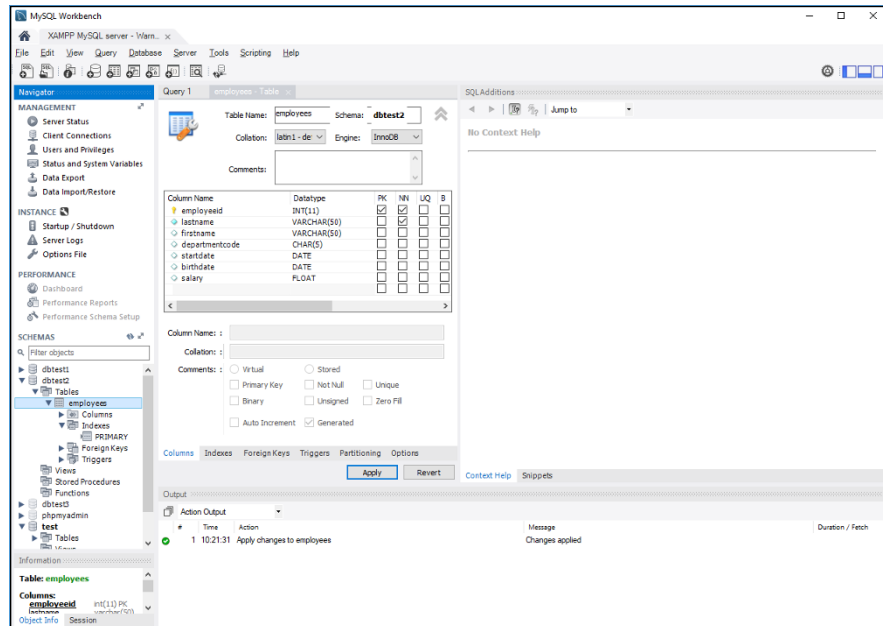 MySQL Workbench
XAMPP MySQL server - Warn..
File Edit View Query Database Server Tools Scripting Help
Navigator
MANAGEMENT
Server Status
Client Connections
Users and Privileges
Status and System Variables
Data Export
Data Import/Restore
INSTANCE
Startup / Shutdown
Server Logs
Options File
PERFORMANCE
Dashboard
Performance Reports
Performance Schema Setup
SCHEMAS
Filter objects
dbtest1
dbtest2
Tables
employees
Columns
Indexes
PRIMARY
Foreign Keys
Triggers
Views
Stored Procedures
Functions
dbtest3
phpmyadmin
test
Tables
Views
Information
Table: employees
Columns:
employeeid int(11) PK
lastname varchar(50)
Object Info Session
Query 1 employees - Table
Table Name: employees Schema: dbtest2
Collation: latin1 - de Engine: InnoDB
Comments:
Column Name Datatype PK NN UQ B
employeeid INT(11)
lastname VARCHAR(50)
firstname VARCHAR(50)
departmentcode CHAR(5)
startdate DATE
birthdate DATE
salary FLOAT
Column Name: :
Collation: :
Comments: : Virtual Stored
Primary Key Not Null Unique
Binary Unsigned Zero Fill
Auto Increment Generated
Columns Indexes Foreign Keys Triggers Partitioning Options
Apply Revert
SQL Additions
Jump to
No Context Help
Context Help Snippets
Output
Action Output
# Time Action Message Duration / Fetch
1 10:21:31 Apply changes to employees Changes applied